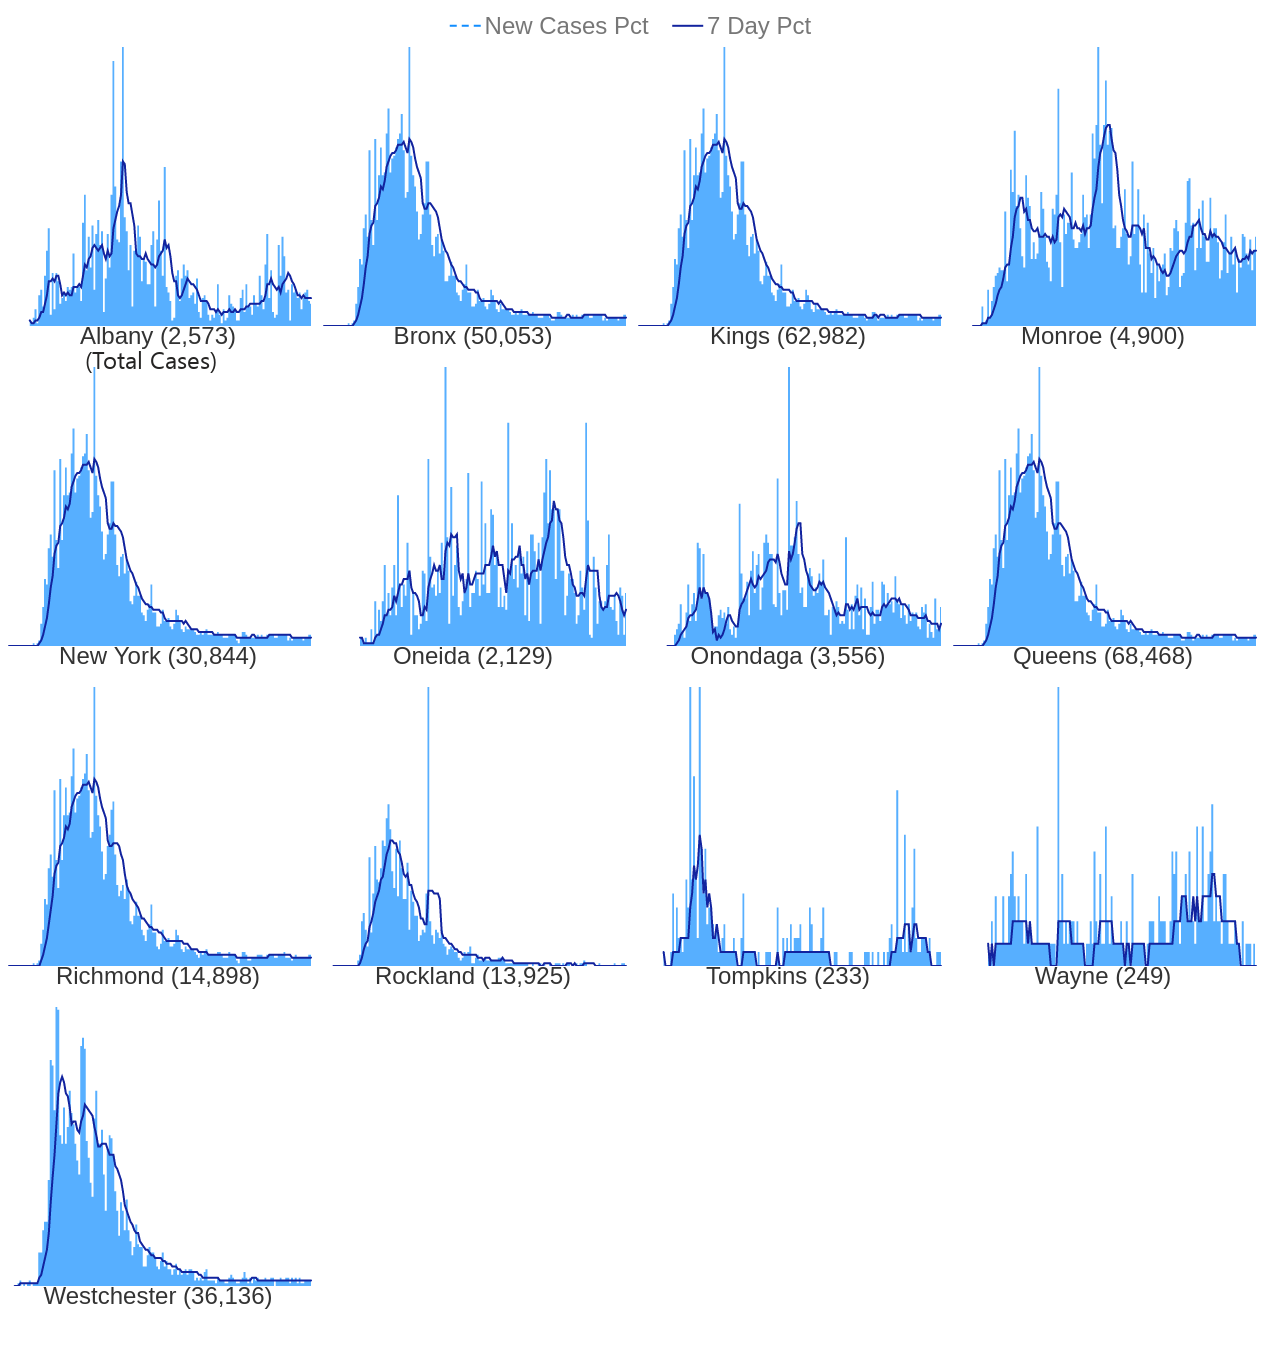 New Cases Pct 7 Day Pct
Albany (2,573) Bronx (50,053) Kings (62,982) Monroe (4,900)
(Total Cases)
New York (30,844) Oneida (2,129) Onondaga (3,556) Queens (68,468)
Richmond (14,898) Rockland (13,925) Tompkins (233) Wayne (249)
Westchester (36,136)